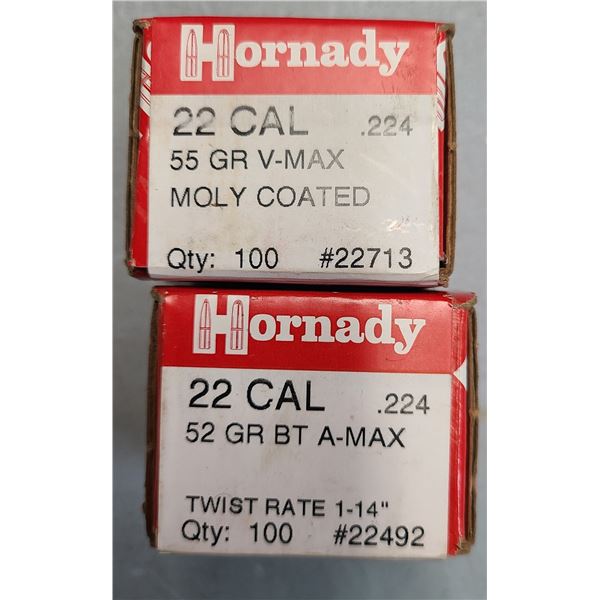 Hornady
22 CAL .224
55 GR V-MAX
MOLY COATED
Qty: 100 #22713
Hornady
22 CAL .224
52 GR BT A-MAX
TWIST RATE 1-14"
Qty: 100 #22492